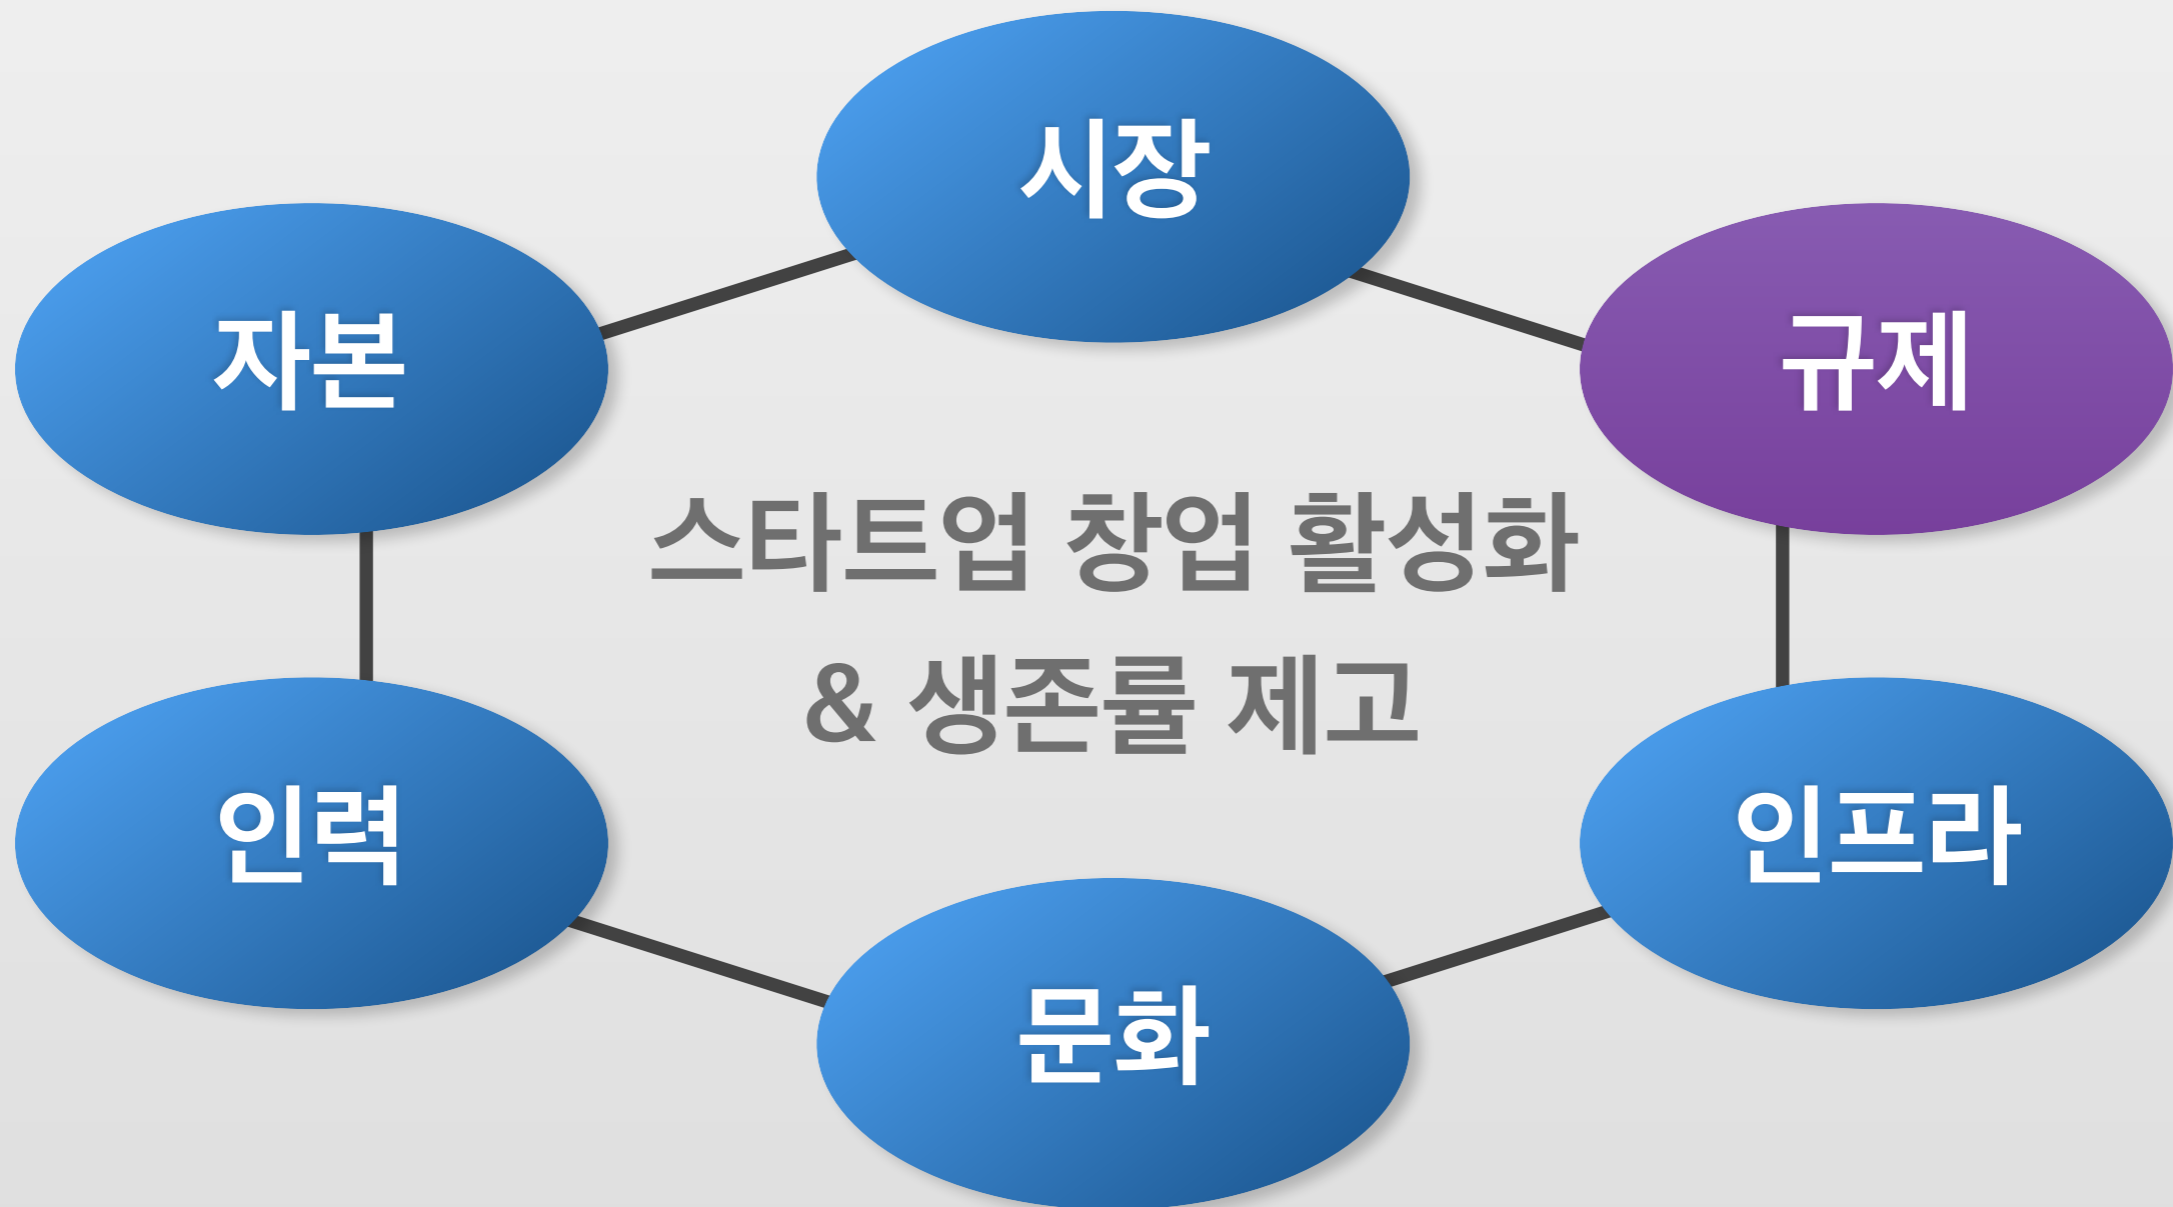 시장
자본
규제
스타트업 창업 활성화
& 생존률 제고
인력
인프라
문화